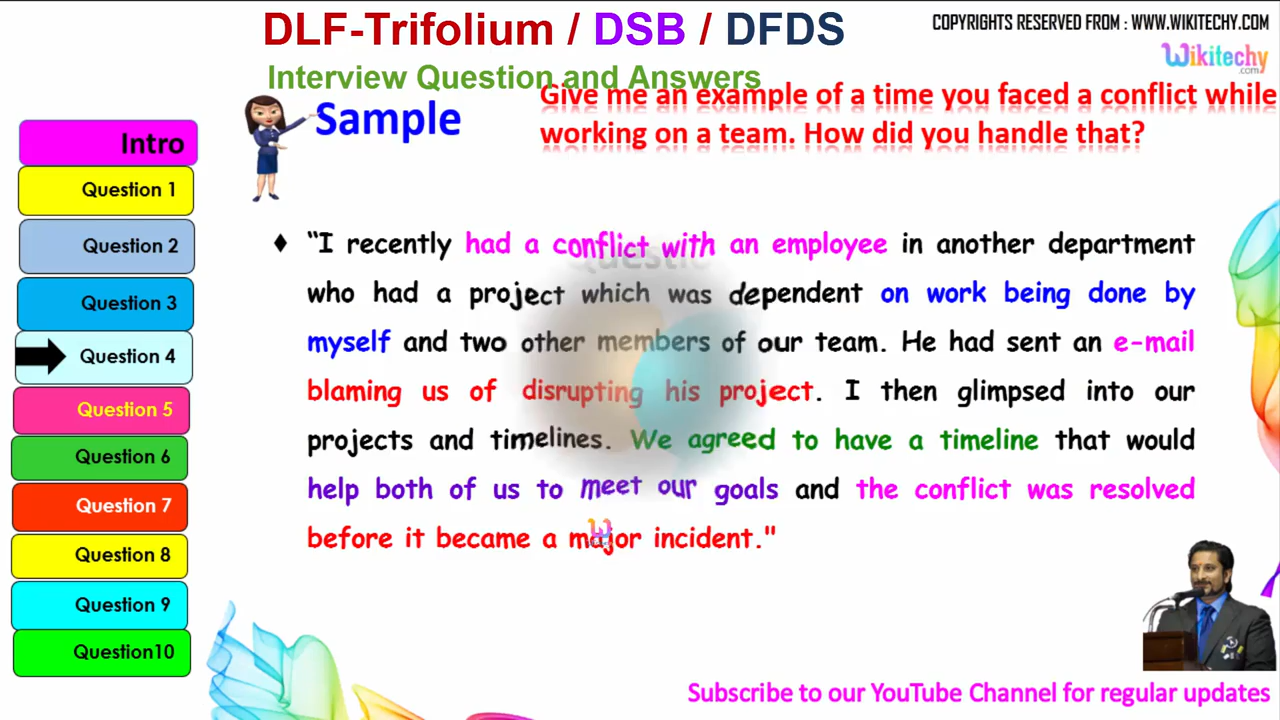 DLF-Trifolium / DSB / DFDS
COPYRIGHTS RESERVED FROM : WWW.WIKITECHY.COM
Wikitechy
.com
Interview Question and Answers
Sample
Give me an example of a time you faced a conflict while
working on a team. How did you handle that?
Intro
Question 1
Question 2
Question 3
Question 4
Question 5
Question 6
Question 7
Question 8
Question 9
Question10
“I recently had a conflict with an employee in another department
who had a project which was dependent on work being done by
myself and two other members of our team. He had sent an e-mail
blaming us of disrupting his project. I then glimpsed into our
projects and timelines. We agreed to have a timeline that would
help both of us to meet our goals and the conflict was resolved
before it became a major incident."
Subscribe to our YouTube Channel for regular updates